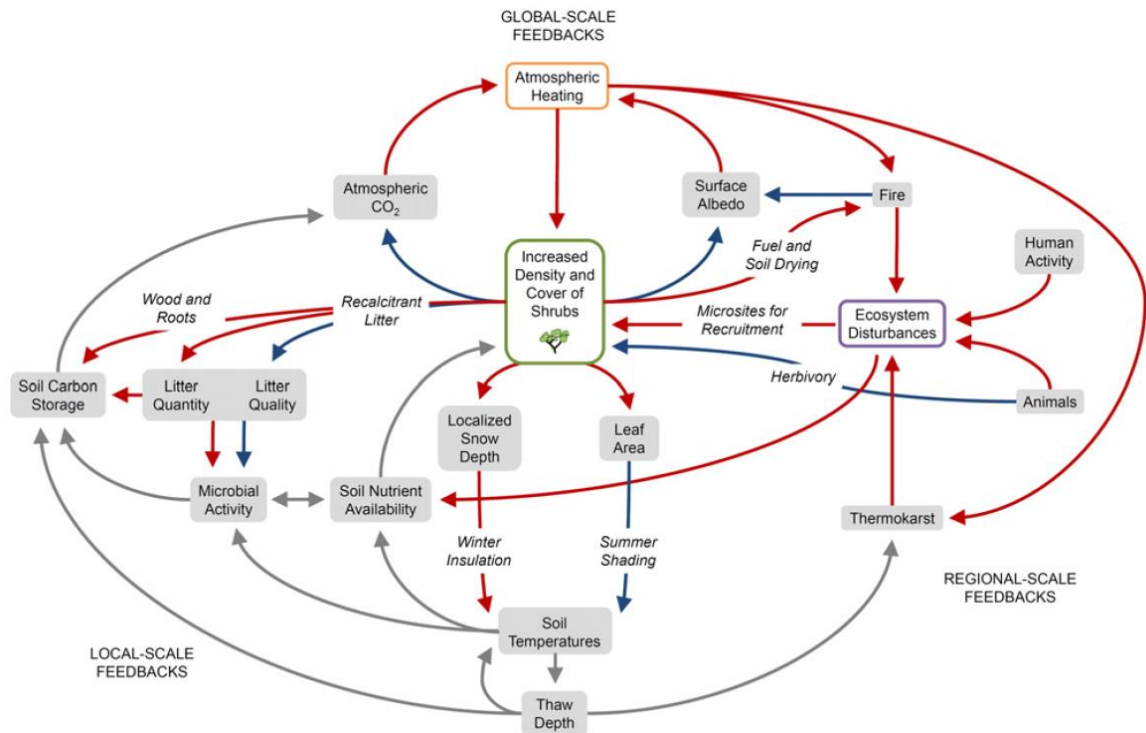 GLOBAL-SCALE
FEEDBACKS
Atmospheric
Heating
Atmospheric
CO₂
Surface
Albedo
Fire
Human
Activity
Fuel and
Soil Drying
Increased
Density and
Cover of
Shrubs
Wood and
Roots
Recalcitrant
Litter
Microsites for
Recruitment
Ecosystem
Disturbances
Herbivory
Animals
Soil Carbon
Storage
Litter
Quantity
Litter
Quality
Localized
Snow
Depth
Leaf
Area
Microbial
Activity
Soil Nutrient
Availability
Thermokarst
Winter
Insulation
Summer
Shading
REGIONAL-SCALE
FEEDBACKS
Soil
Temperatures
LOCAL-SCALE
FEEDBACKS
Thaw
Depth